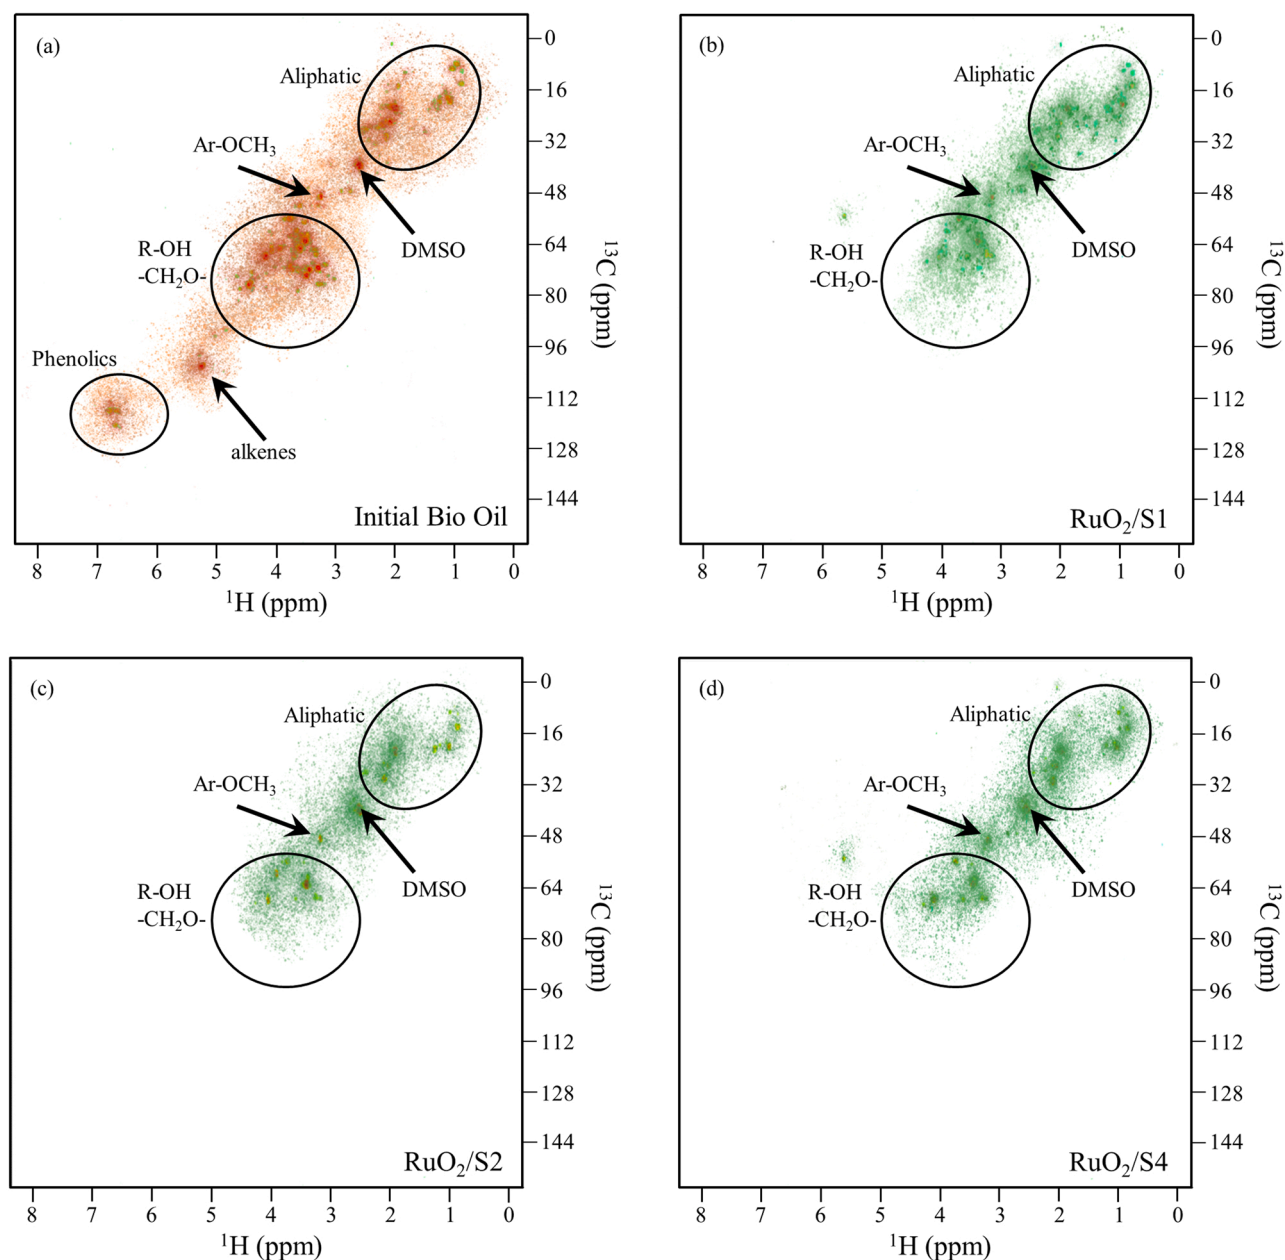 (a)
Aliphatic
Ar-OCH₃
DMSO
R-OH
-CH₂O-
Phenolics
alkenes
Initial Bio Oil
0
16
32
48
64
80
96
112
128
144
¹³C (ppm)
8 7 6 5 4 3 2 1 0
¹H (ppm)
(b)
Aliphatic
Ar-OCH₃
DMSO
R-OH
-CH₂O-
RuO₂/S1
0
16
32
48
64
80
96
112
128
144
¹³C (ppm)
8 7 6 5 4 3 2 1 0
¹H (ppm)
(c)
Aliphatic
Ar-OCH₃
DMSO
R-OH
-CH₂O-
RuO₂/S2
0
16
32
48
64
80
96
112
128
144
¹³C (ppm)
8 7 6 5 4 3 2 1 0
¹H (ppm)
(d)
Aliphatic
Ar-OCH₃
DMSO
R-OH
-CH₂O-
RuO₂/S4
0
16
32
48
64
80
96
112
128
144
¹³C (ppm)
8 7 6 5 4 3 2 1 0
¹H (ppm)